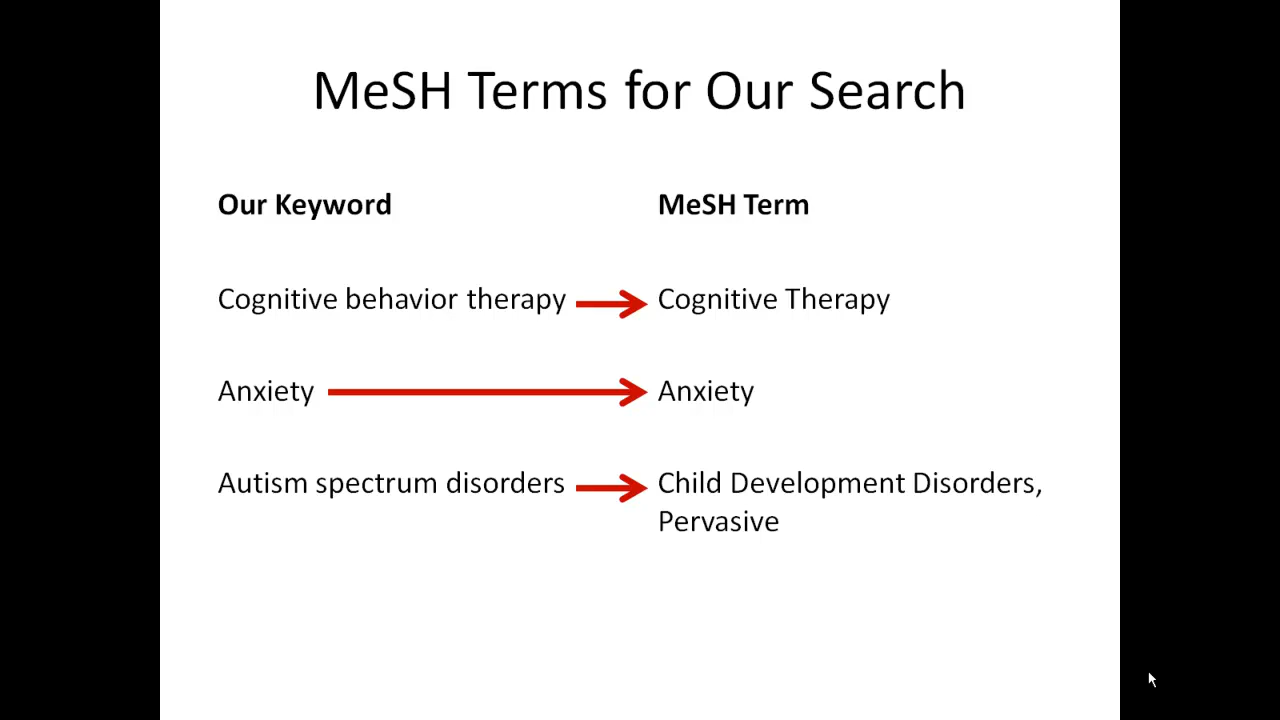 MeSH Terms for Our Search
Our Keyword
MeSH Term
Cognitive behavior therapy
Cognitive Therapy
Anxiety
Anxiety
Autism spectrum disorders
Child Development Disorders,
Pervasive